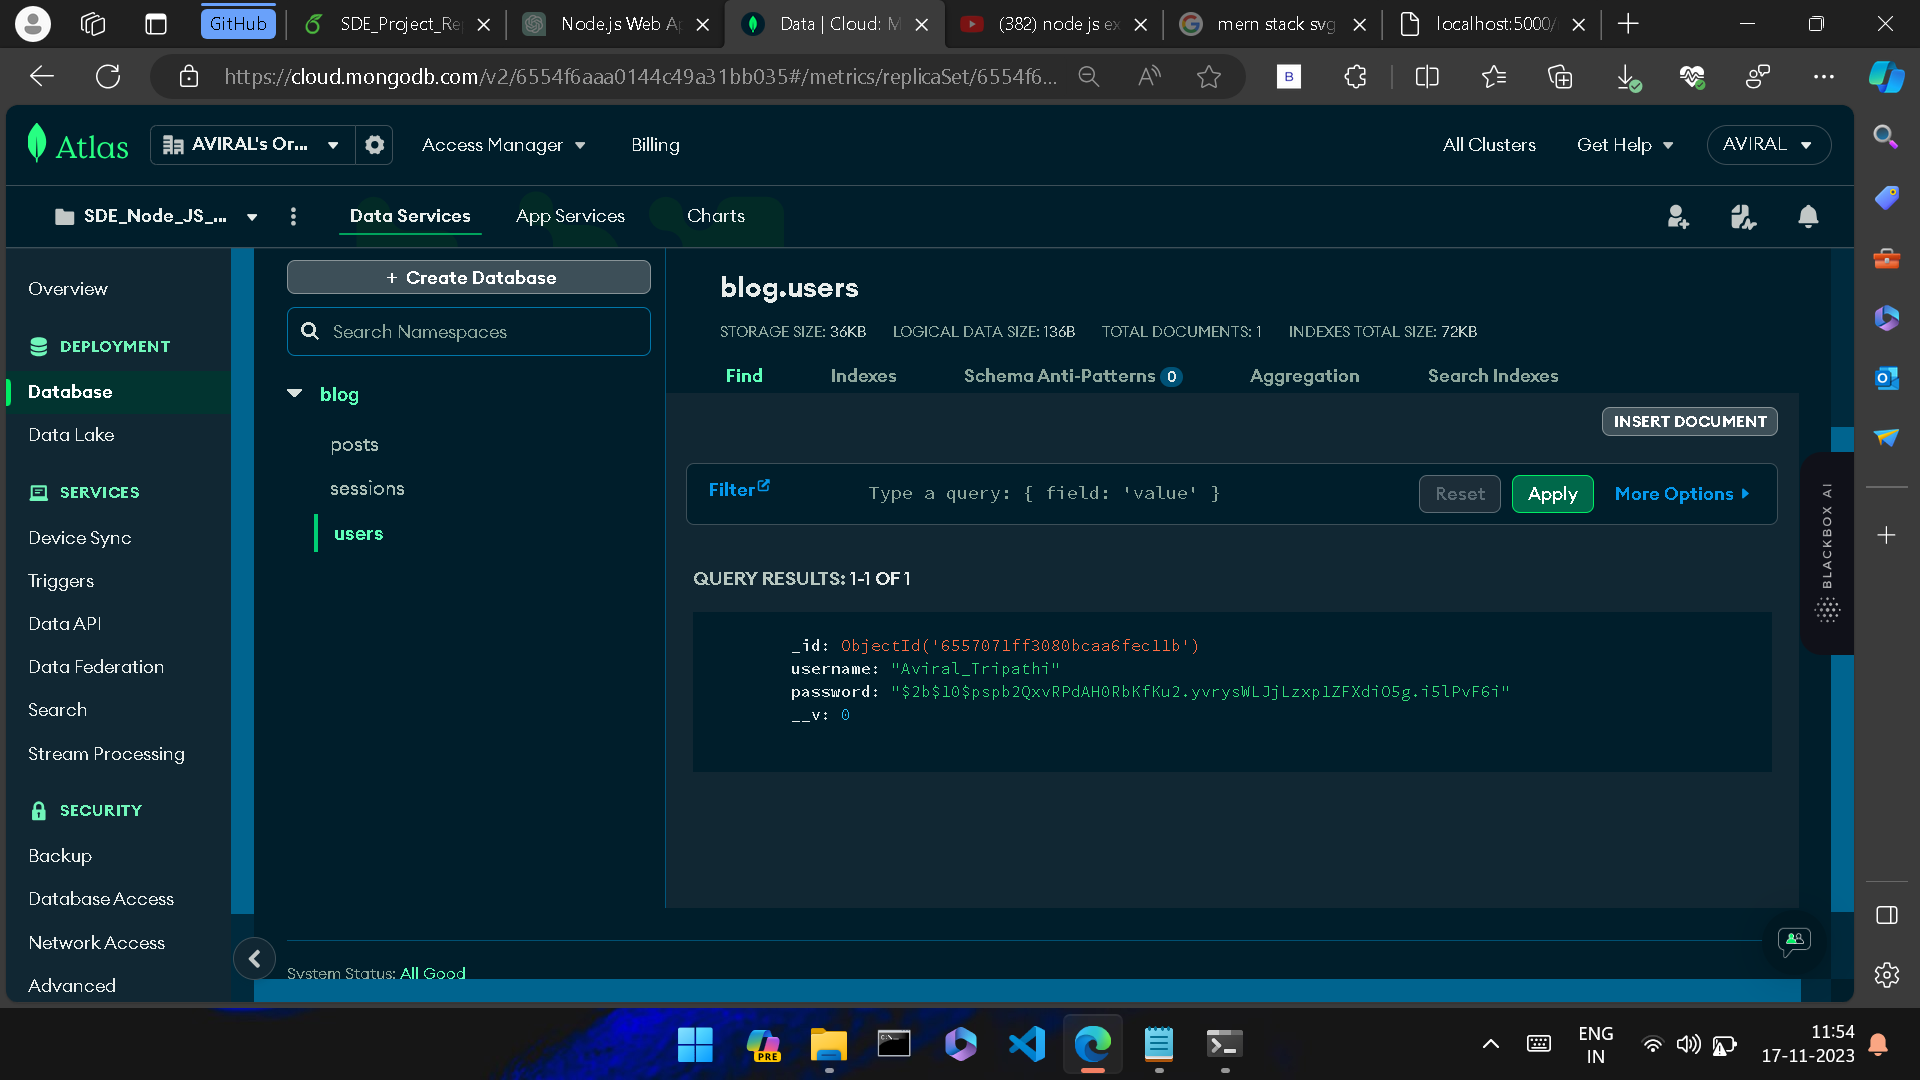 GitHub
SDE_Project_Re
Node.js Web A
Data | Cloud: M
(382) node js ex
mern stack svg
localhost:5000/
https://cloud.mongodb.com/v2/6554f6aaa0144c49a31bb035#/metrics/replicaSet/6554f6...
B
Atlas
AVIRAL's Or...
Access Manager
Billing
All Clusters
Get Help
AVIRAL
SDE_Node_JS_...
Data Services
App Services
Charts
Overview
DEPLOYMENT
Database
Data Lake
SERVICES
Device Sync
Triggers
Data API
Data Federation
Search
Stream Processing
SECURITY
Backup
Database Access
Network Access
Advanced
+ Create Database
Search Namespaces
blog
posts
sessions
users
blog.users
STORAGE SIZE: 36KB
LOGICAL DATA SIZE: 136B
TOTAL DOCUMENTS: 1
INDEXES TOTAL SIZE: 72KB
Find
Indexes
Schema Anti-Patterns 0
Aggregation
Search Indexes
INSERT DOCUMENT
Filter
Type a query: { field: 'value' }
Reset
Apply
More Options
QUERY RESULTS: 1-1 OF 1
_id: ObjectId('6557071ff3080bcaa6fec11b')
username: "Aviral_Tripathi"
password: "$2b$10$pspb2QxvRPdAH0RbKfKu2.yvrysWLJjLzxplZFXdiO5g.i5lPvF6i"
__v: 0
System Status: All Good
BLACKBOX AI
PRE
ENG
IN
11:54
17-11-2023